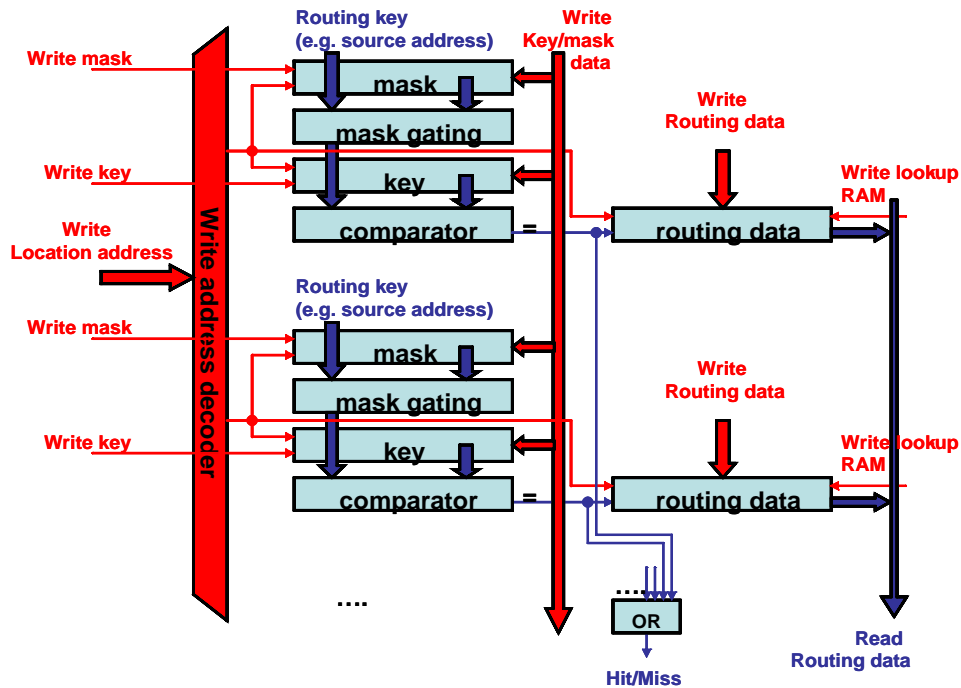 Routing key
(e.g. source address)
Write
Key/mask
data
Write mask
mask
mask gating
Write
Routing data
Write key
key
Write lookup
RAM
Write
Location address
Write address decoder
comparator
=
routing data
Routing key
(e.g. source address)
Write mask
mask
mask gating
Write
Routing data
Write key
key
Write lookup
RAM
comparator
=
routing data
....
.....
OR
Hit/Miss
Read
Routing data